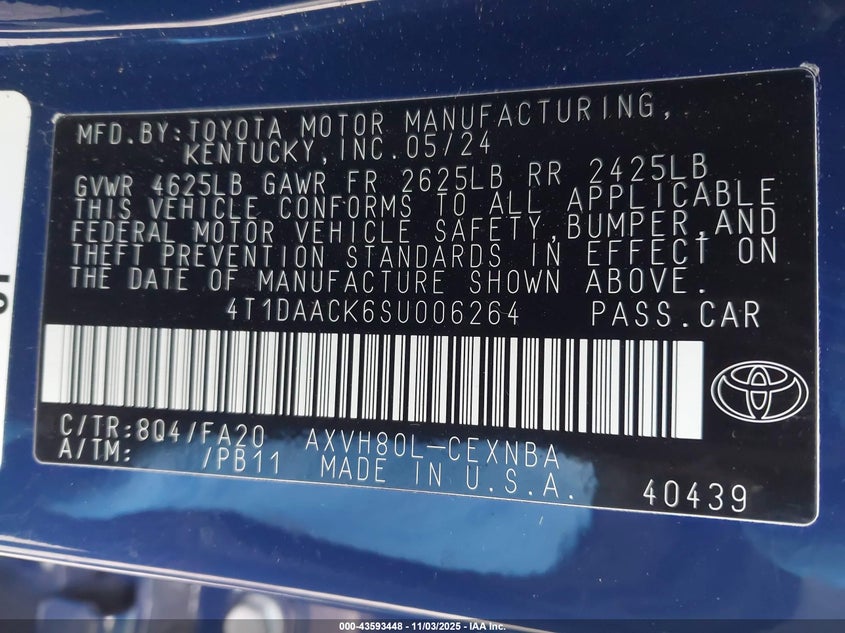 MFD.BY:TOYOTA MOTOR MANUFACTURING,
KENTUCKY,INC.05/24
GVWR 4625LB GAWR FR 2625LB RR 2425LB
THIS VEHICLE CONFORMS TO ALL APPLICABLE
FEDERAL MOTOR VEHICLE SAFETY,BUMPER,AND
THEFT PREVENTION STANDARDS IN EFFECT ON
THE DATE OF MANUFACTURE SHOWN ABOVE.
4T1DAACK6SU006264 PASS.CAR
C/TR:8Q4/FA20 AXVH80L-CEXNBA
A/TM: /PB11 MADE IN U.S.A.
40439
000-43593448 - 11/03/2025 - IAA Inc.